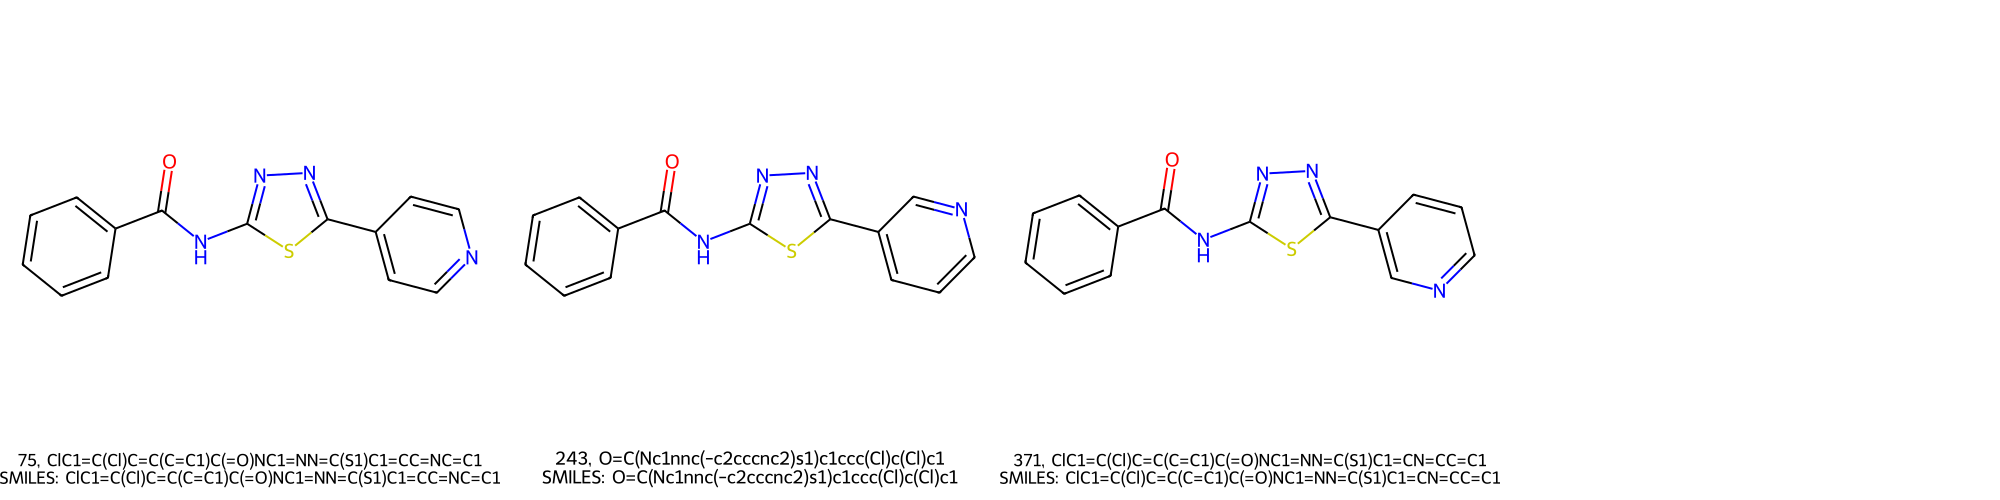 O
N
N
N
H
S
N
O
N
N
N
H
S
N
O
N
N
N
H
S
N
75, ClC1=C(Cl)C=C(C=C1)C(=O)NC1=NN=C(S1)C1=CC=NC=C1
SMILES: ClC1=C(Cl)C=C(C=C1)C(=O)NC1=NN=C(S1)C1=CC=NC=C1
243, O=C(Nc1nnc(-c2cccnc2)s1)c1ccc(Cl)c(Cl)c1
SMILES: O=C(Nc1nnc(-c2cccnc2)s1)c1ccc(Cl)c(Cl)c1
371, ClC1=C(Cl)C=C(C=C1)C(=O)NC1=NN=C(S1)C1=CN=CC=C1
SMILES: ClC1=C(Cl)C=C(C=C1)C(=O)NC1=NN=C(S1)C1=CN=CC=C1